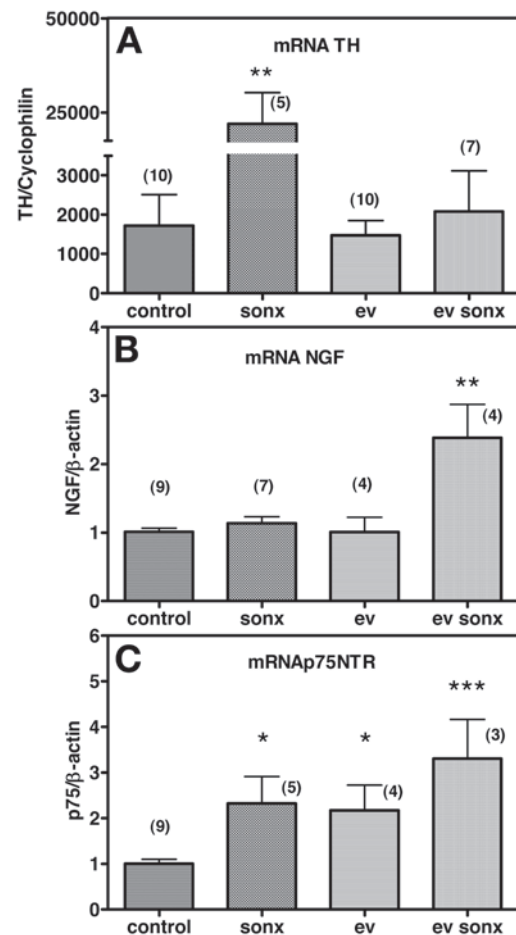 A
mRNA TH
TH/Cyclophilin
50000
25000
3000
2000
1000
0
(10)
**
(5)
(10)
(7)
control sonx ev ev sonx
B
mRNA NGF
NGF/β-actin
4
3
2
1
0
(9)
(7)
(4)
**
(4)
control sonx ev ev sonx
C
mRNAp75NTR
p75/β-actin
6
5
4
3
2
1
0
(9)
*
(5)
*
(4)
***
(3)
control sonx ev ev sonx